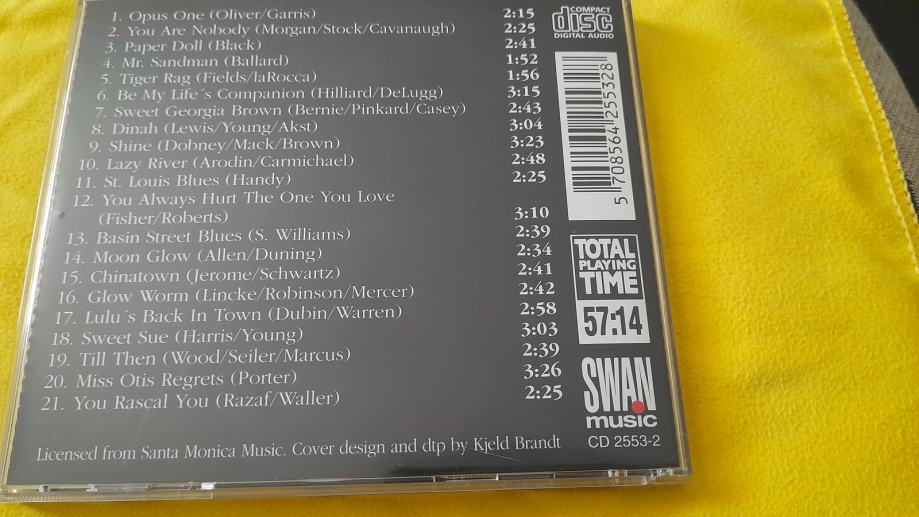 1. Opus One (Oliver/Garris) 2:15
2. You Are Nobody (Morgan/Stock/Cavanaugh) 2:25
3. Paper Doll (Black) 2:41
4. Mr. Sandman (Ballard) 1:52
5. Tiger Rag (Fields/laRocca) 1:56
6. Be My Life´s Companion (Hilliard/DeLugg) 3:15
7. Sweet Georgia Brown (Bernie/Pinkard/Casey) 2:43
8. Dinah (Lewis/Young/Akst) 3:04
9. Shine (Dobney/Mack/Brown) 3:23
10. Lazy River (Arodin/Carmichael) 2:48
11. St. Louis Blues (Handy) 2:25
12. You Always Hurt The One You Love
(Fisher/Roberts) 3:10
13. Basin Street Blues (S. Williams) 2:39
14. Moon Glow (Allen/Duning) 2:34
15. Chinatown (Jerome/Schwartz) 2:41
16. Glow Worm (Lincke/Robinson/Mercer) 2:42
17. Lulu´s Back In Town (Dubin/Warren) 2:58
18. Sweet Sue (Harris/Young) 3:03
19. Till Then (Wood/Seiler/Marcus) 2:39
20. Miss Otis Regrets (Porter) 3:26
21. You Rascal You (Razaf/Waller) 2:25
Licensed from Santa Monica Music. Cover design and dtp by Kjeld Brandt
COMPACT
disc
DIGITAL AUDIO
5 708564 255328
TOTAL
PLAYING
TIME
57:14
SWAN
music
CD 2553-2